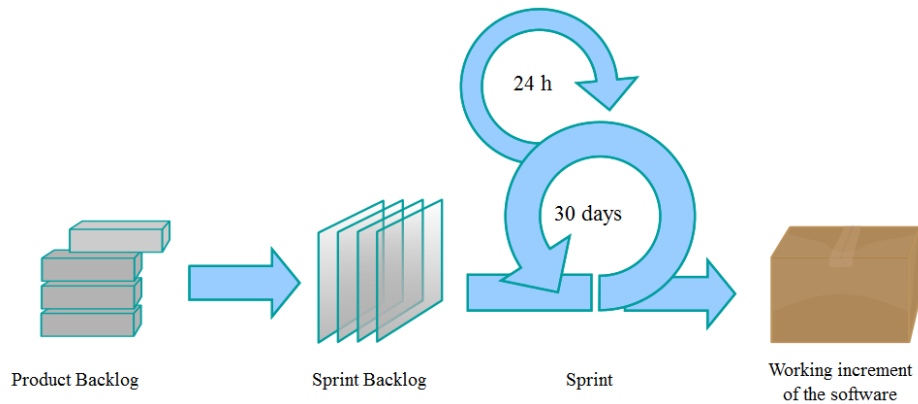 24 h
30 days
Product Backlog
Sprint Backlog
Sprint
Working increment
of the software